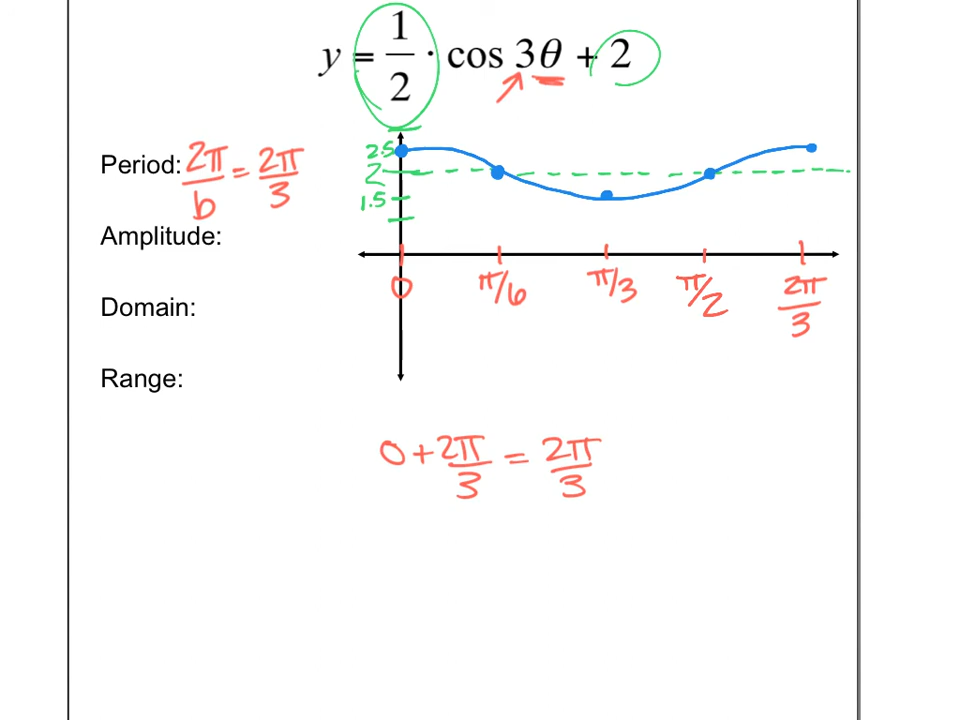 y = 1/2 · cos 3θ + 2
Period: 2π/b = 2π/3
Amplitude:
Domain:
Range:
2.5
2
1.5
0 π/6 π/3 π/2 2π/3
0 + 2π/3 = 2π/3